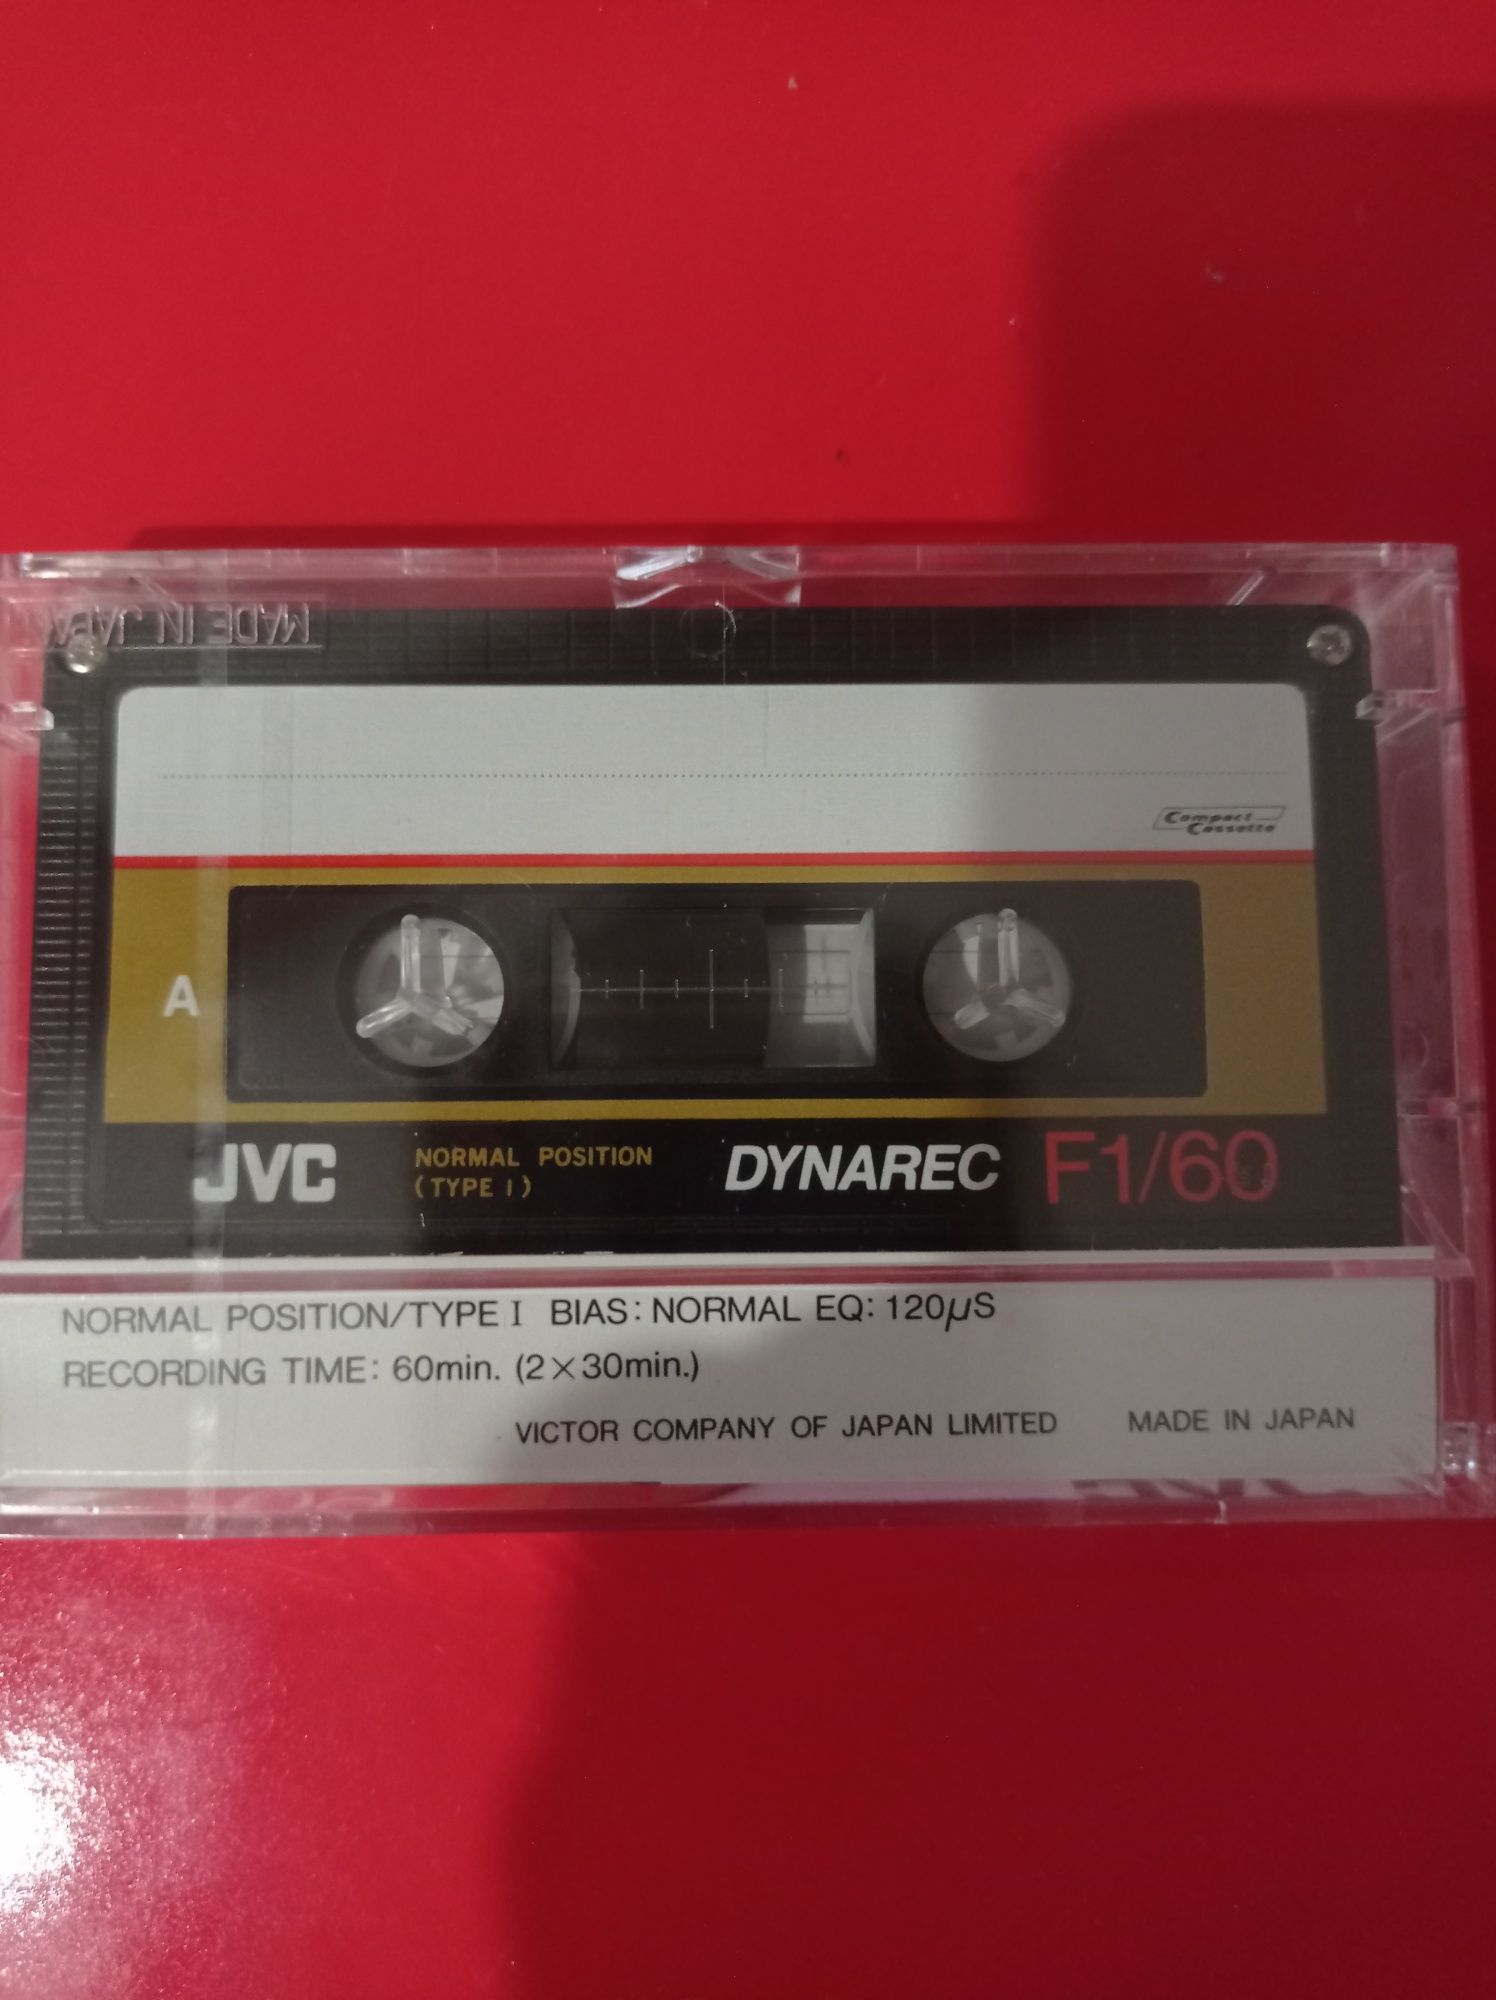 MADE IN JAPAN
Compact
Cassette
A
JVC NORMAL POSITION DYNAREC F1/60
(TYPE I)
NORMAL POSITION/TYPE I BIAS: NORMAL EQ: 120µS
RECORDING TIME: 60min. (2×30min.)
VICTOR COMPANY OF JAPAN LIMITED MADE IN JAPAN